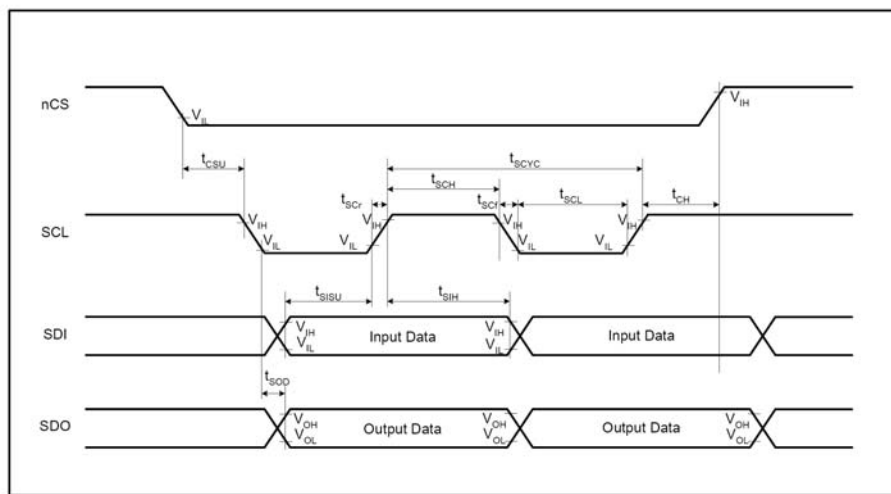 nCS
V_IL
V_IH
t_CSU
t_SCYC
t_SCH
t_SCr
t_SCf
t_SCL
t_CH
SCL
V_IH
V_IL
V_IL
V_IH
V_IH
V_IL
V_IL
V_IH
t_SISU
t_SIH
SDI
V_IH
V_IL
Input Data
V_IH
V_IL
Input Data
t_SOD
SDO
V_OH
V_OL
Output Data
V_OH
V_OL
Output Data
V_OH
V_OL